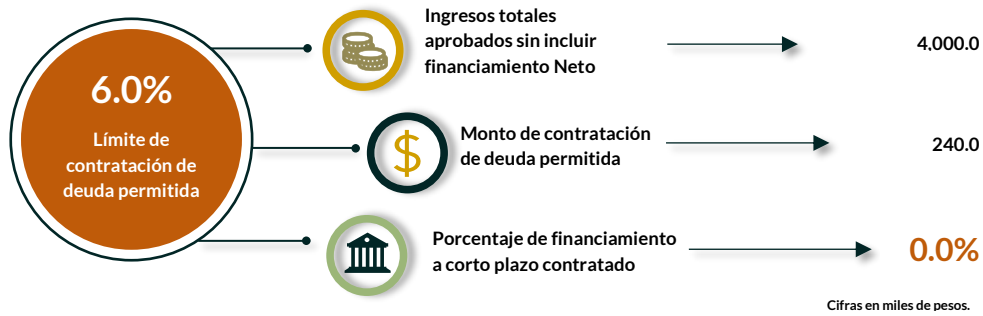 6.0%
Límite de
contratación de
deuda permitida
Ingresos totales
aprobados sin incluir
financiamiento Neto
4,000.0
$
Monto de contratación
de deuda permitida
240.0
Porcentaje de financiamiento
a corto plazo contratado
0.0%
Cifras en miles de pesos.